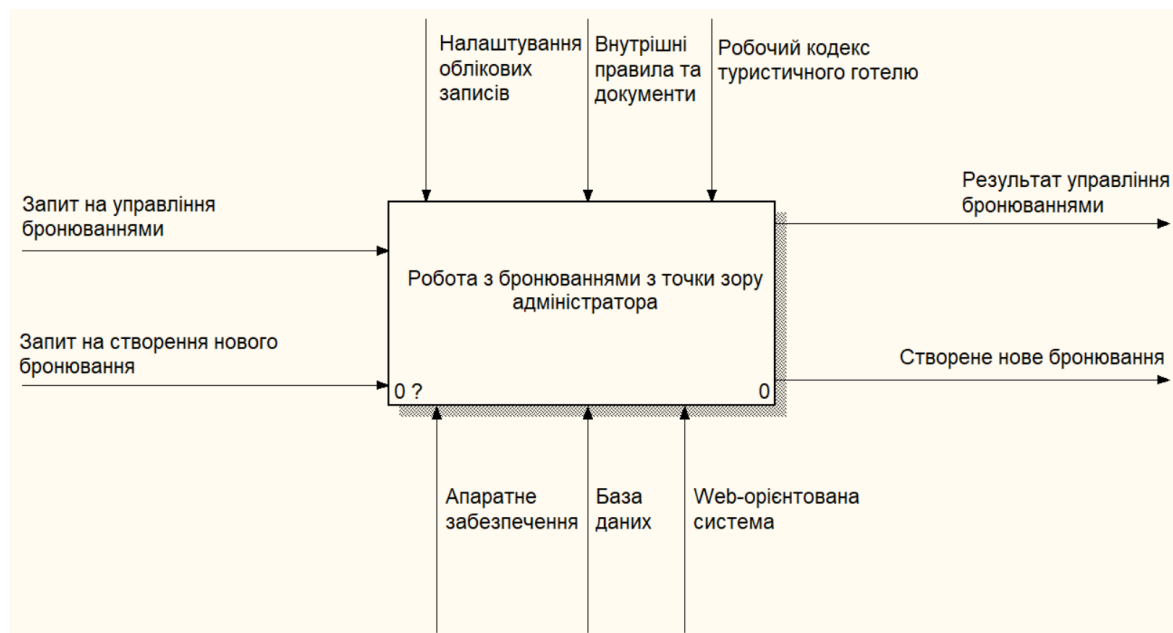 Налаштування
облікових
записів
Внутрішні
правила та
документи
Робочий кодекс
туристичного готелю
Запит на управління
бронюваннями
Результат управління
бронюваннями
Робота з бронюваннями з точки зору
адміністратора
Запит на створення нового
бронювання
Створене нове бронювання
0 ?
0
Апаратне
забезпечення
База
даних
Web-орієнтована
система